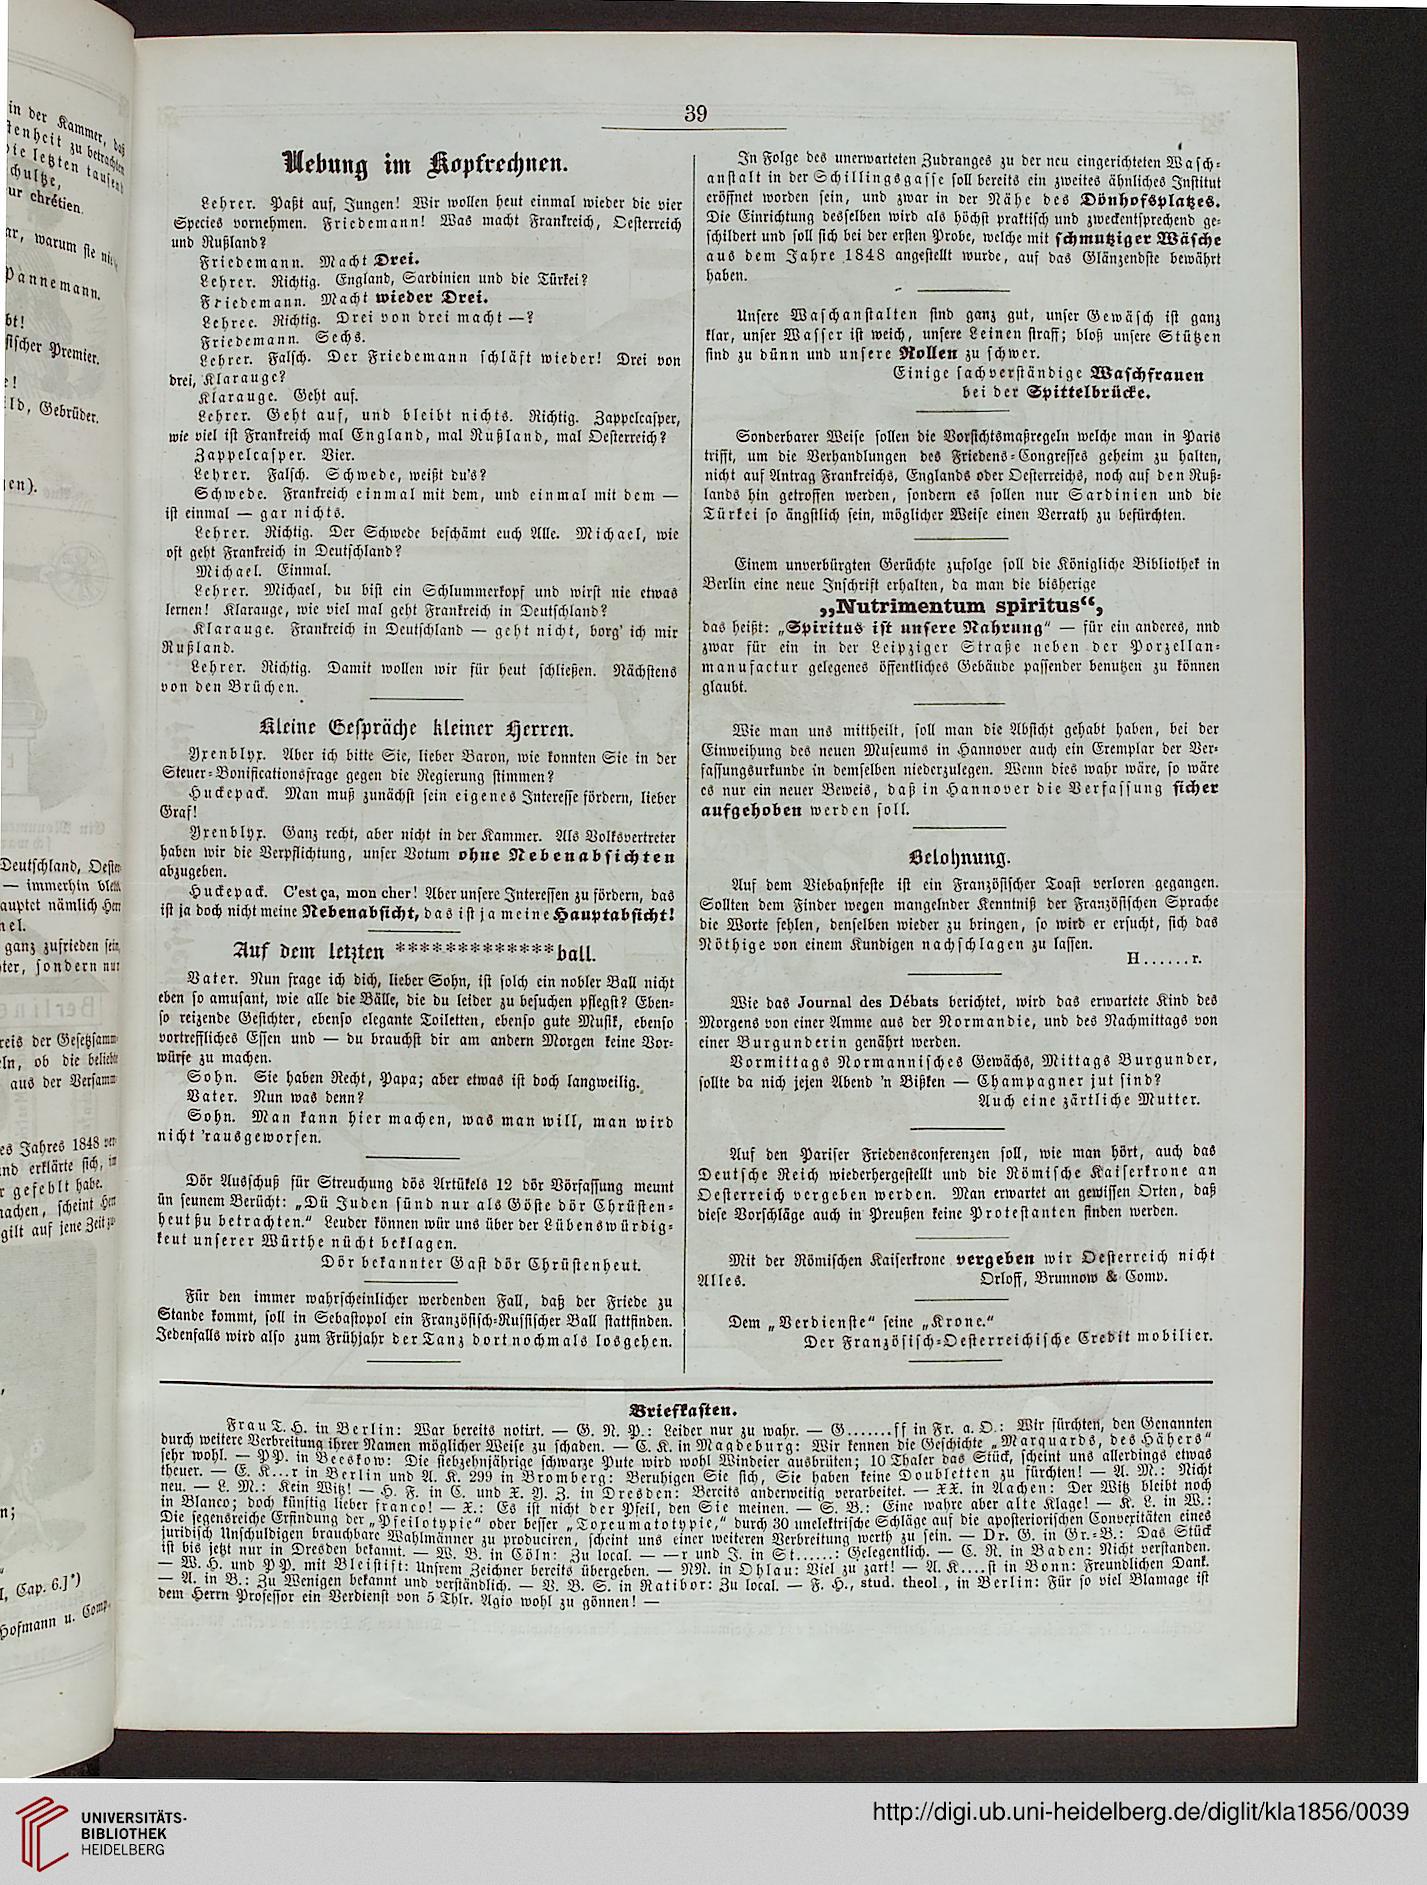 39
Uebung im Kopfrechnen.
Lehrer. Paßt auf, Jungen! Wir wollen heut einmal wieder die vier
Species vornehmen. Friedemann! Was macht Frankreich, Oesterreich
und Rußland?
Friedemann. Macht Drei.
Lehrer. Richtig. England, Sardinien und die Türkei?
Friedemann. Macht wieder Drei.
Lehrer. Richtig. Drei von drei macht —?
Friedemann. Sechs.
Lehrer. Falsch. Der Friedemann schläft wieder! Drei von
drei, Klarauge?
Klarauge. Geht auf.
Lehrer. Geht auf, und bleibt nichts. Richtig. Zappelcasper,
wie viel ist Frankreich mal England, mal Rußland, mal Oesterreich?
Zappelcasper. Vier.
Lehrer. Falsch. Schwede, weißt du's?
Schwede. Frankreich einmal mit dem, und einmal mit dem —
ist einmal — gar nichts.
Lehrer. Richtig. Der Schwede beschämt euch Alle. Michael, wie
oft geht Frankreich in Deutschland?
Michael. Einmal.
Lehrer. Michael, du bist ein Schlummerkopf und wirst nie etwas
lernen! Klarauge, wie viel mal geht Frankreich in Deutschland?
Klarauge. Frankreich in Deutschland — geht nicht, borg' ich mir
Rußland.
Lehrer. Richtig. Damit wollen wir für heut schließen. Nächstens
von den Brüchen.
Kleine Gespräche kleiner Herren.
Yxenblyx. Aber ich bitte Sie, lieber Baron, wie konnten Sie in der
Steuer-Bonificationsfrage gegen die Regierung stimmen?
Huckepack. Man muß zunächst sein eigenes Interesse fördern, lieber
Graf!
Yxenblyx. Ganz recht, aber nicht in der Kammer. Als Volksvertreter
haben wir die Verpflichtung, unser Votum ohne Nebenabsichten
abzugeben.
Huckepack. C'est ça, mon cher! Aber unsere Interessen zu fördern, das
ist ja doch nicht meine Nebenabsicht, das ist ja meine Hauptabsicht!
Auf dem letzten *************ball.
Vater. Nun frage ich dich, lieber Sohn, ist solch ein nobler Ball nicht
eben so amusant, wie alle die Bälle, die du leider zu besuchen pflegst? Eben-
so reizende Gesichter, ebenso elegante Toiletten, ebenso gute Musik, ebenso
vortreffliches Essen und — du brauchst dir am andern Morgen keine Vor-
würfe zu machen.
Sohn. Sie haben Recht, Papa; aber etwas ist doch langweilig.
Vater. Nun was denn?
Sohn. Man kann hier machen, was man will, man wird
nicht 'rausgeworfen.
Dör Ausschuß für Streuchung dös Artükels 12 dör Vörfassung meunt
ün seunem Berücht: „Dü Juden sünd nur als Göste dör Chrüsten-
heut zu betrachten.“ Leuder können wür uns über der Lübenswürdig-
keut unserer Würthe nücht beklagen.
Dör bekannter Gast dör Chrüstenheut.
Für den immer wahrscheinlicher werdenden Fall, daß der Friede zu
Stande kommt, soll in Sebastopol ein Französisch-Russischer Ball stattfinden.
Jedenfalls wird also zum Frühjahr der Tanz dort nochmals losgehen.
In Folge des unerwarteten Zudranges zu der neu eingerichteten Wasch-
anstalt in der Schillingsgasse soll bereits ein zweites ähnliches Institut
eröffnet worden sein, und zwar in der Nähe des Dönhofsplatzes.
Die Einrichtung desselben wird als höchst praktisch und zweckentsprechend ge-
schildert und soll sich bei der ersten Probe, welche mit schmutziger Wäsche
aus dem Jahre 1848 angestellt wurde, auf das Glänzendste bewährt
haben.
Unsere Waschanstalten sind ganz gut, unser Gewäsch ist ganz
klar, unser Wasser ist weich, unsere Leinen straff; bloß unsere Stützen
sind zu dünn und unsere Rollen zu schwer.
Einige sachverständige Waschfrauen
bei der Spittelbrücke.
Sonderbarer Weise sollen die Vorsichtsmaßregeln welche man in Paris
trifft, um die Verhandlungen des Friedens-Congresses geheim zu halten,
nicht auf Antrag Frankreichs, Englands oder Oesterreichs, noch auf den Ruß-
lands hin getroffen werden, sondern es sollen nur Sardinien und die
Türkei so ängstlich sein, möglicher Weise einen Verrath zu befürchten.
Einem unverbürgten Gerüchte zufolge soll die Königliche Bibliothek in
Berlin eine neue Inschrift erhalten, da man die bisherige
„Nutrimentum spiritus“,
das heißt: „Spiritus ist unsere Nahrung“ — für ein anderes, nnd
zwar für ein in der Leipziger Straße neben der Porzellan-
manufactur gelegenes öffentliches Gebäude passender benutzen zu können
glaubt.
Wie man uns mittheilt, soll man die Absicht gehabt haben, bei der
Einweihung des neuen Museums in Hannover auch ein Exemplar der Ver-
fassungsurkunde in demselben niederzulegen. Wenn dies wahr wäre, so wäre
es nur ein neuer Beweis, daß in Hannover die Verfassung sicher
aufgehoben werden soll.
Belohnung.
Auf dem Viebahnfeste ist ein Französischer Toast verloren gegangen.
Sollten dem Finder wegen mangelnder Kenntniß der Französischen Sprache
die Worte fehlen, denselben wieder zu bringen, so wird er ersucht, sich das
Nöthige von einem Kundigen nachschlagen zu lassen.
H......r.
Wie das Journal des Débats berichtet, wird das erwartete Kind des
Morgens von einer Amme aus der Normandie, und des Nachmittags von
einer Burgunderin genährt werden.
Vormittags Normannisches Gewächs, Mittags Burgunder,
sollte da nich jejen Abend 'n Bißken — Champagner jut sind?
Auch eine zärtliche Mutter.
Auf den Pariser Friedensconferenzen soll, wie man hört, auch das
Deutsche Reich wiederhergestellt und die Römische Kaiserkrone an
Oesterreich vergeben werden. Man erwartet an gewissen Orten, daß
diese Vorschläge auch in Preußen keine Protestanten finden werden.
Mit der Römischen Kaiserkrone vergeben wir Oesterreich nicht
Alles. Orloff, Brunnow & Comp.
Dem „Verdienste“ seine „Krone.“
Der Französisch-Oesterreichische Credit mobilier.
Briefkasten.
Frau T. H. in Berlin: War bereits notirt. — G. N. P.: Leider nur zu wahr. — G.......ff in Fr. a. O.: Wir fürchten, den Genannten
durch weitere Verbreitung ihrer Namen möglicher Weise zu schaden. — C. K. in Magdeburg: Wir kennen die Geschichte „Marquards, des Hähers“
sehr wohl. — PP. in Beeskow: Die siebzehnjährige schwarze Pute wird wohl Windeier ausbrüten; 10 Thaler das Stück, scheint uns allerdings etwas
theuer. — E. K...r in Berlin und A. K. 299 in Bromberg: Beruhigen Sie sich, Sie haben keine Doubletten zu fürchten! — A. M.: Nicht
neu. — L. M.: Kein Witz! — H. F. in C. und X. Y. Z. in Dresden: Bereits anderweitig verarbeitet. — XX. in Aachen: Der Witz bleibt noch
in Blanco; doch künftig lieber franco! — X.: Es ist nicht der Pfeil, den Sie meinen. — S. B.: Eine wahre aber alte Klage! — K. L. in W.:
Die segensreiche Erfindung der „Pfeilotypie“ oder besser „Toxeumatotypie,“ durch 30 unelektrische Schläge auf die aposteriorischen Convexitäten eines
juridisch Unschuldigen brauchbare Wahlmänner zu produciren, scheint uns einer weiteren Verbreitung werth zu sein. — Dr. G. in Gr.-B.: Das Stück
ist bis jetzt nur in Dresden bekannt. — W. B. in Cöln: Zu local. — —r und J. in St......: Gelegentlich. — C. R. in Baden: Nicht verstanden.
— W. H. und PP. mit Bleistift: Unsrem Zeichner bereits übergeben. — NN. in Ohlau: Viel zu zart! — A. K....st in Bonn: Freundlichen Dank.
— A. in B.: Zu Wenigen bekannt und verständlich. — V. B. S. in Ratibor: Zu local. — F. H., stud. theol., in Berlin: Für so viel Blamage ist
dem Herrn Professor ein Verdienst von 5 Thlr. Agio wohl zu gönnen! —
UNIVERSITÄTS-
BIBLIOTHEK
HEIDELBERG
http://digi.ub.uni-heidelberg.de/diglit/kla1856/0039